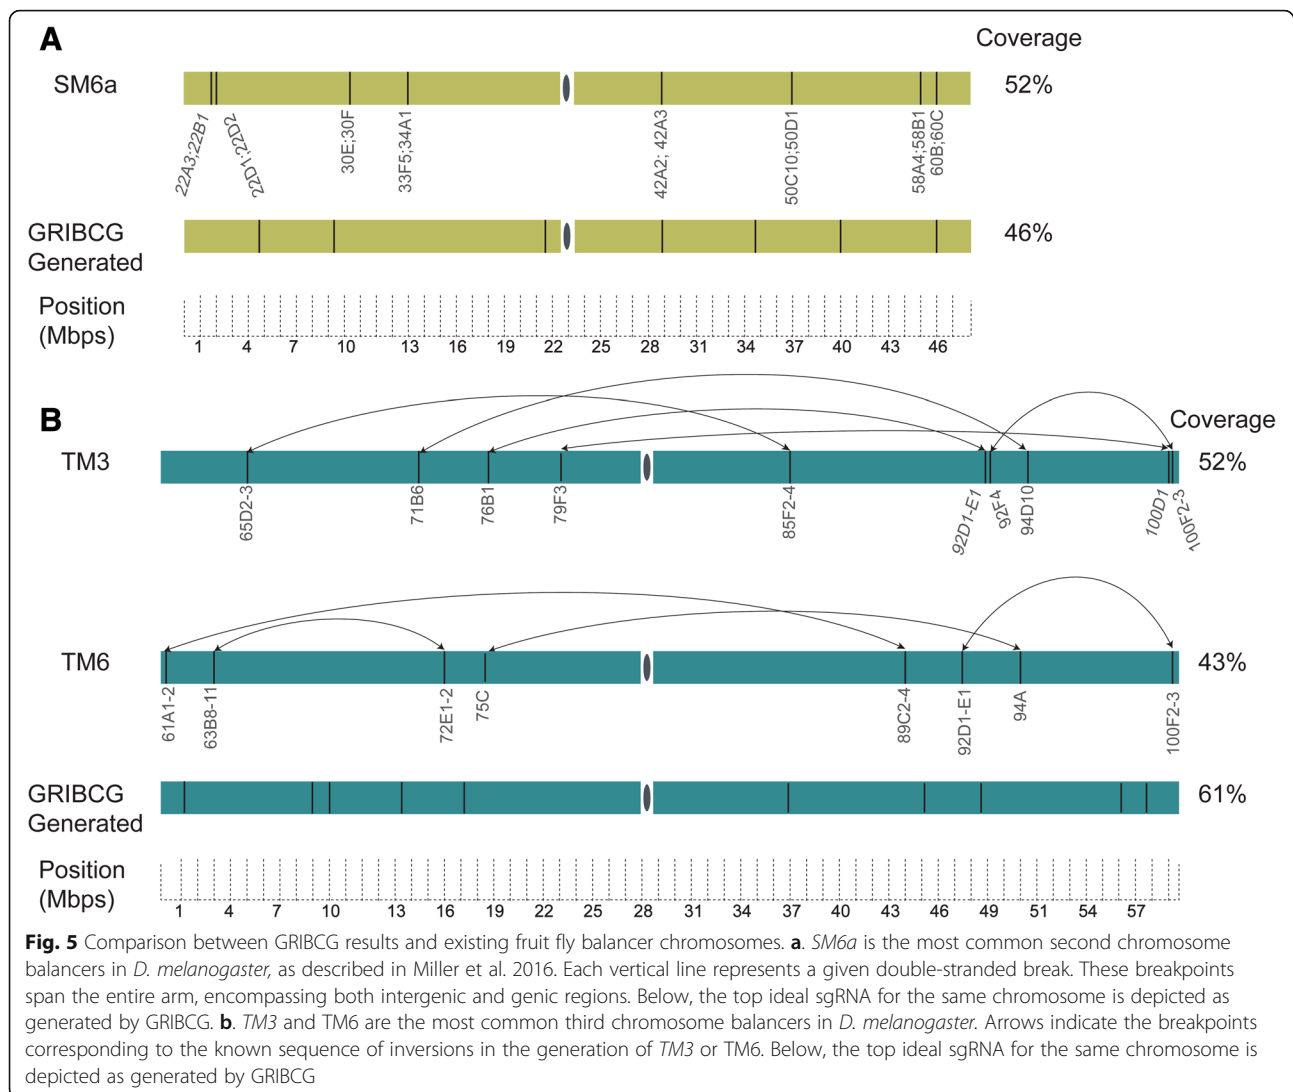 A
Coverage
SM6a
52%
22A3;22B1
22D1;22D2
30E;30F
33F5;34A1
42A2; 42A3
50C10;50D1
58A4;58B1
60B;60C
GRIBCG
Generated
46%
Position
(Mbps)
1 4 7 10 13 16 19 22 25 28 31 34 37 40 43 46
B
Coverage
TM3
52%
65D2-3
71B6
76B1
79F3
85F2-4
92D1-E1
92F4
94D10
100D1
100F2-3
TM6
43%
61A1-2
63B8-11
72E1-2
75C
89C2-4
92D1-E1
94A
100F2-3
GRIBCG
Generated
61%
Position
(Mbps)
1 4 7 10 13 16 19 22 25 28 31 34 37 40 43 46 49 51 54 57
Fig. 5 Comparison between GRIBCG results and existing fruit fly balancer chromosomes. a. SM6a is the most common second chromosome
balancers in D. melanogaster, as described in Miller et al. 2016. Each vertical line represents a given double-stranded break. These breakpoints
span the entire arm, encompassing both intergenic and genic regions. Below, the top ideal sgRNA for the same chromosome is depicted as
generated by GRIBCG. b. TM3 and TM6 are the most common third chromosome balancers in D. melanogaster. Arrows indicate the breakpoints
corresponding to the known sequence of inversions in the generation of TM3 or TM6. Below, the top ideal sgRNA for the same chromosome is
depicted as generated by GRIBCG